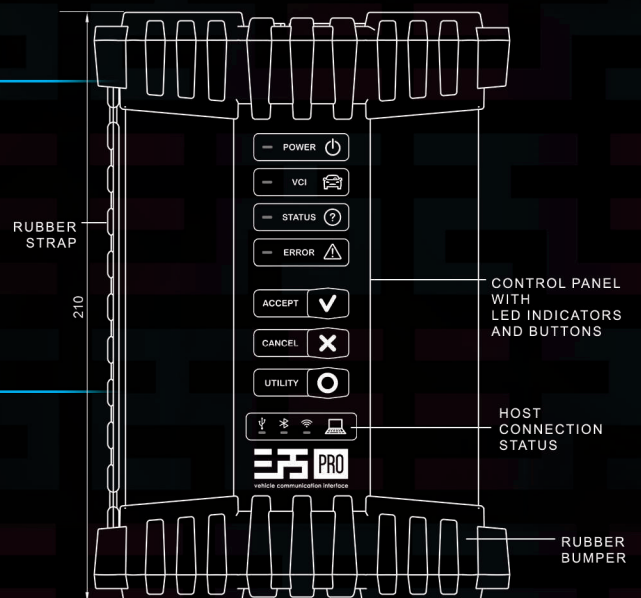 POWER
VCI
STATUS
ERROR
ACCEPT
CANCEL
UTILITY
PRO
vehicle communication interface
RUBBER
STRAP
210
CONTROL PANEL
WITH
LED INDICATORS
AND BUTTONS
HOST
CONNECTION
STATUS
RUBBER
BUMPER